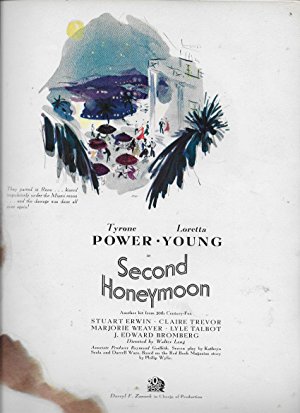 They parted in Reno . . . kissed
impulsively under the Miami moon
. . . and the damage was done all
over again!
Tyrone Loretta
POWER · YOUNG
in
Second
Honeymoon
Another hit from 20th Century-Fox
STUART ERWIN · CLAIRE TREVOR
MARJORIE WEAVER · LYLE TALBOT
J. EDWARD BROMBERG
Directed by Walter Lang
Associate Producer Raymond Griffith. Screen play by Kathryn
Scola and Darrell Ware. Based on the Red Book Magazine story
by Philip Wylie.
Darryl F. Zanuck in Charge of Production